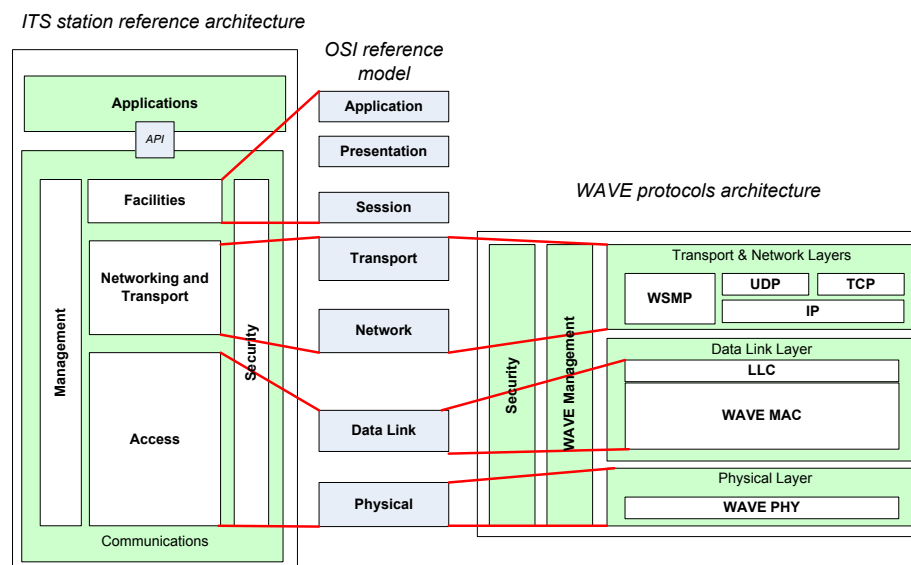 ITS station reference architecture
Applications
API
Management
Facilities
Networking and
Transport
Access
Security
Communications
OSI reference
model
Application
Presentation
Session
Transport
Network
Data Link
Physical
WAVE protocols architecture
Security
WAVE Management
Transport & Network Layers
WSMP
UDP
TCP
IP
Data Link Layer
LLC
WAVE MAC
Physical Layer
WAVE PHY